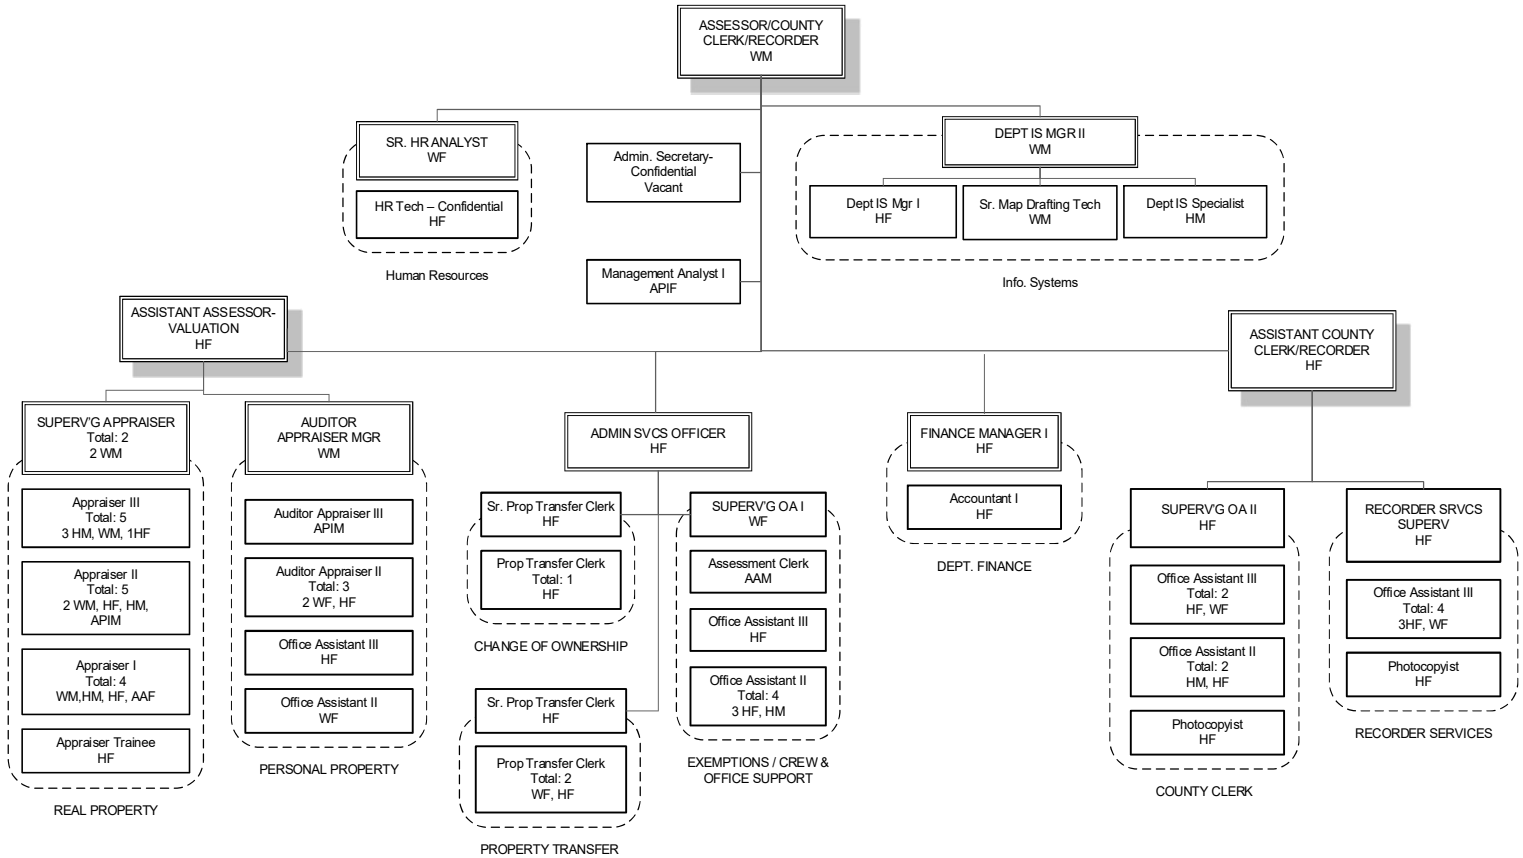 ASSESSOR/COUNTY
CLERK/RECORDER
WM
SR. HR ANALYST
WF
HR Tech – Confidential
HF
Human Resources
Admin. Secretary-
Confidential
Vacant
Management Analyst I
APIF
DEPT IS MGR II
WM
Dept IS Mgr I
HF
Sr. Map Drafting Tech
WM
Dept IS Specialist
HM
Info. Systems
ASSISTANT ASSESSOR-
VALUATION
HF
ASSISTANT COUNTY
CLERK/RECORDER
HF
SUPERV'G APPRAISER
Total: 2
2 WM
Appraiser III
Total: 5
3 HM, WM, 1HF
Appraiser II
Total: 5
2 WM, HF, HM,
APIM
Appraiser I
Total: 4
WM,HM, HF, AAF
Appraiser Trainee
HF
REAL PROPERTY
AUDITOR
APPRAISER MGR
WM
Auditor Appraiser III
APIM
Auditor Appraiser II
Total: 3
2 WF, HF
Office Assistant III
HF
Office Assistant II
WF
PERSONAL PROPERTY
ADMIN SVCS OFFICER
HF
Sr. Prop Transfer Clerk
HF
Prop Transfer Clerk
Total: 1
HF
CHANGE OF OWNERSHIP
Sr. Prop Transfer Clerk
HF
Prop Transfer Clerk
Total: 2
WF, HF
PROPERTY TRANSFER
SUPERV'G OA I
WF
Assessment Clerk
AAM
Office Assistant III
HF
Office Assistant II
Total: 4
3 HF, HM
EXEMPTIONS / CREW &
OFFICE SUPPORT
FINANCE MANAGER I
HF
Accountant I
HF
DEPT. FINANCE
SUPERV'G OA II
HF
Office Assistant III
Total: 2
HF, WF
Office Assistant II
Total: 2
HM, HF
Photocopyist
HF
COUNTY CLERK
RECORDER SRVCS
SUPERV
HF
Office Assistant III
Total: 4
3HF, WF
Photocopyist
HF
RECORDER SERVICES